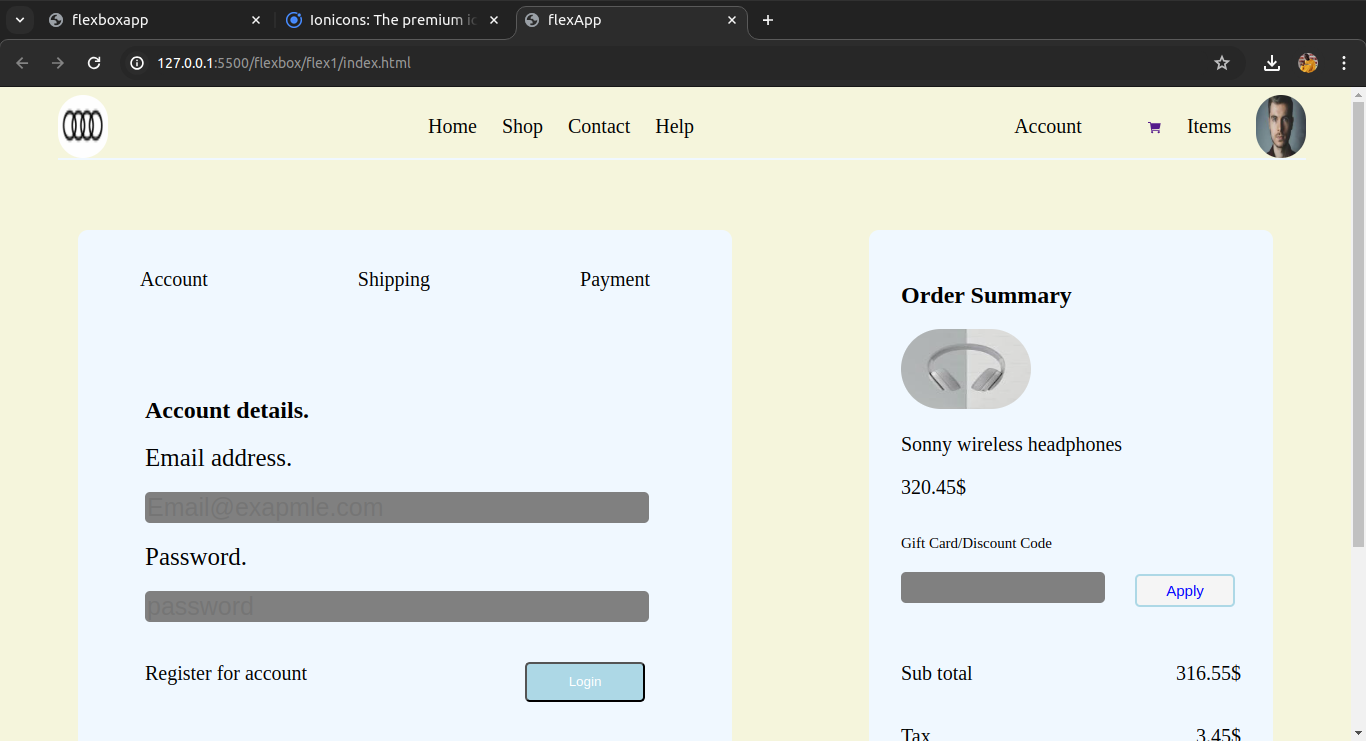 flexboxapp
Ionicons: The premium ic
flexApp
127.0.0.1:5500/flexbox/flex1/index.html
Home Shop Contact Help Account Items
Account Shipping Payment
Account details.
Email address.
Email@exapmle.com
Password.
password
Register for account Login
Order Summary
Sonny wireless headphones
320.45$
Gift Card/Discount Code
Apply
Sub total 316.55$
Tax 3.45$